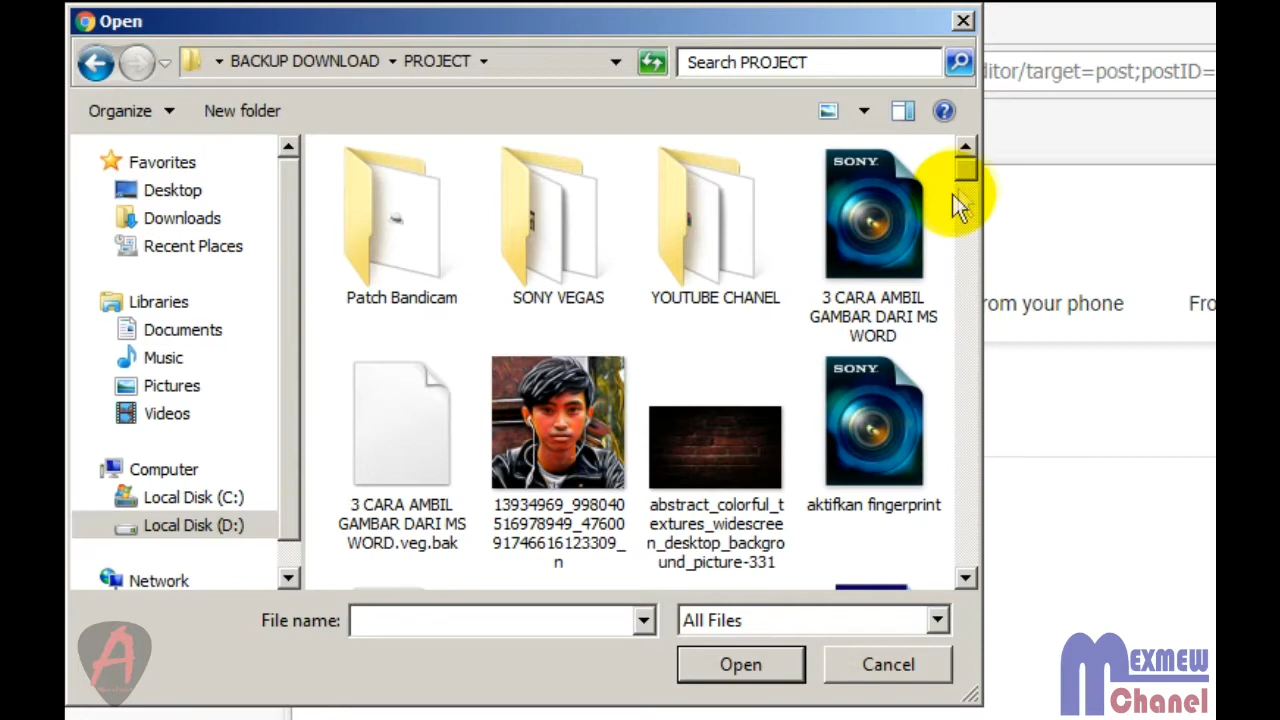 Open
BACKUP DOWNLOAD PROJECT
Search PROJECT
ditor/target=post;postID=
Organize
New folder
Favorites
Desktop
Downloads
Recent Places
Libraries
Documents
Music
Pictures
Videos
Computer
Local Disk (C:)
Local Disk (D:)
Network
Patch Bandicam
SONY VEGAS
YOUTUBE CHANEL
SONY
3 CARA AMBIL
GAMBAR DARI MS
WORD
3 CARA AMBIL
GAMBAR DARI MS
WORD.veg.bak
13934969_998040
516978949_47600
91746616123309_
n
abstract_colorful_t
extures_widescree
n_desktop_backgro
und_picture-331
SONY
aktifkan fingerprint
om your phone
Fro
File name:
All Files
Open
Cancel
A
MEXMEW
Chanel